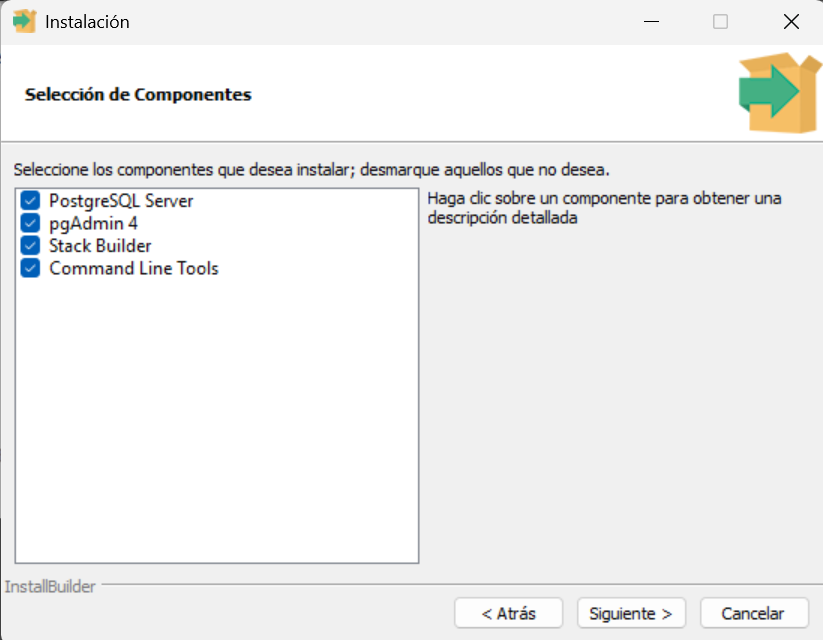 Instalación
Selección de Componentes
Seleccione los componentes que desea instalar; desmarque aquellos que no desea.
PostgreSQL Server
pgAdmin 4
Stack Builder
Command Line Tools
Haga clic sobre un componente para obtener una
descripción detallada
InstallBuilder
< Atrás
Siguiente >
Cancelar